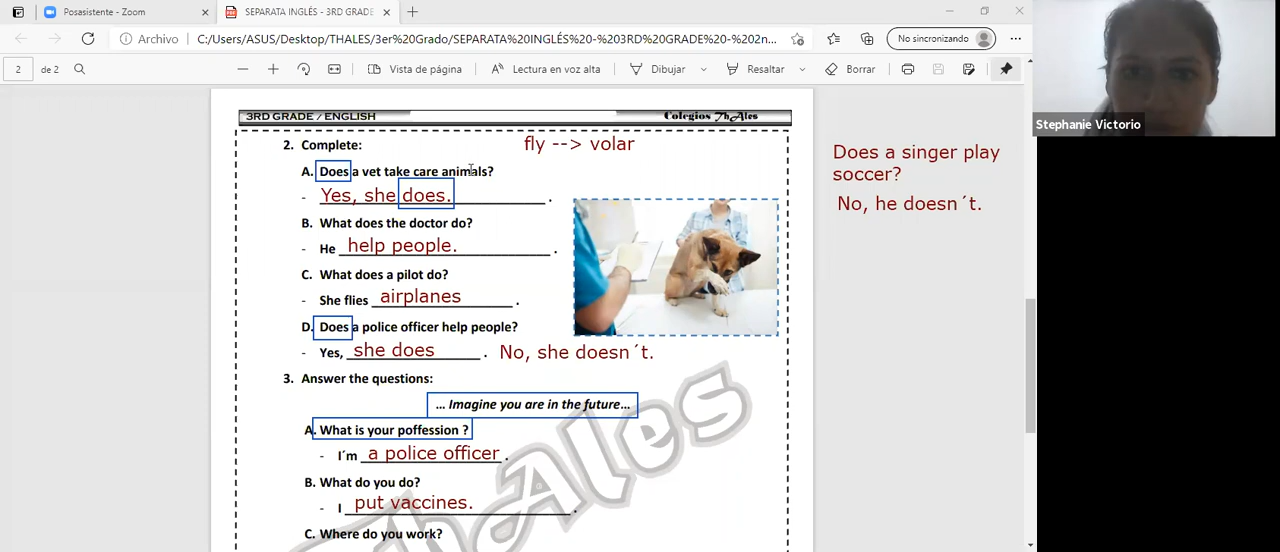 Posasistente - Zoom
SEPARATA INGLÉS - 3RD GRADE
Archivo
C:/Users/ASUS/Desktop/THALES/3er%20Grado/SEPARATA%20INGLÉS%20-%203RD%20GRADE%20-%202n...
No sincronizando
2
de 2
Vista de página
Lectura en voz alta
Dibujar
Resaltar
Borrar
Stephanie Victorio
3RD GRADE / ENGLISH
Colegios ThAles
2. Complete:
fly --> volar
A. Does a vet take care animals?
- Yes, she does. .
B. What does the doctor do?
- He help people. .
C. What does a pilot do?
- She flies airplanes .
D. Does a police officer help people?
- Yes, she does . No, she doesn´t.
3. Answer the questions:
... Imagine you are in the future...
A. What is your poffession ?
- I´m a police officer .
B. What do you do?
- I put vaccines. .
C. Where do you work?
Does a singer play
soccer?
No, he doesn´t.
ThAles